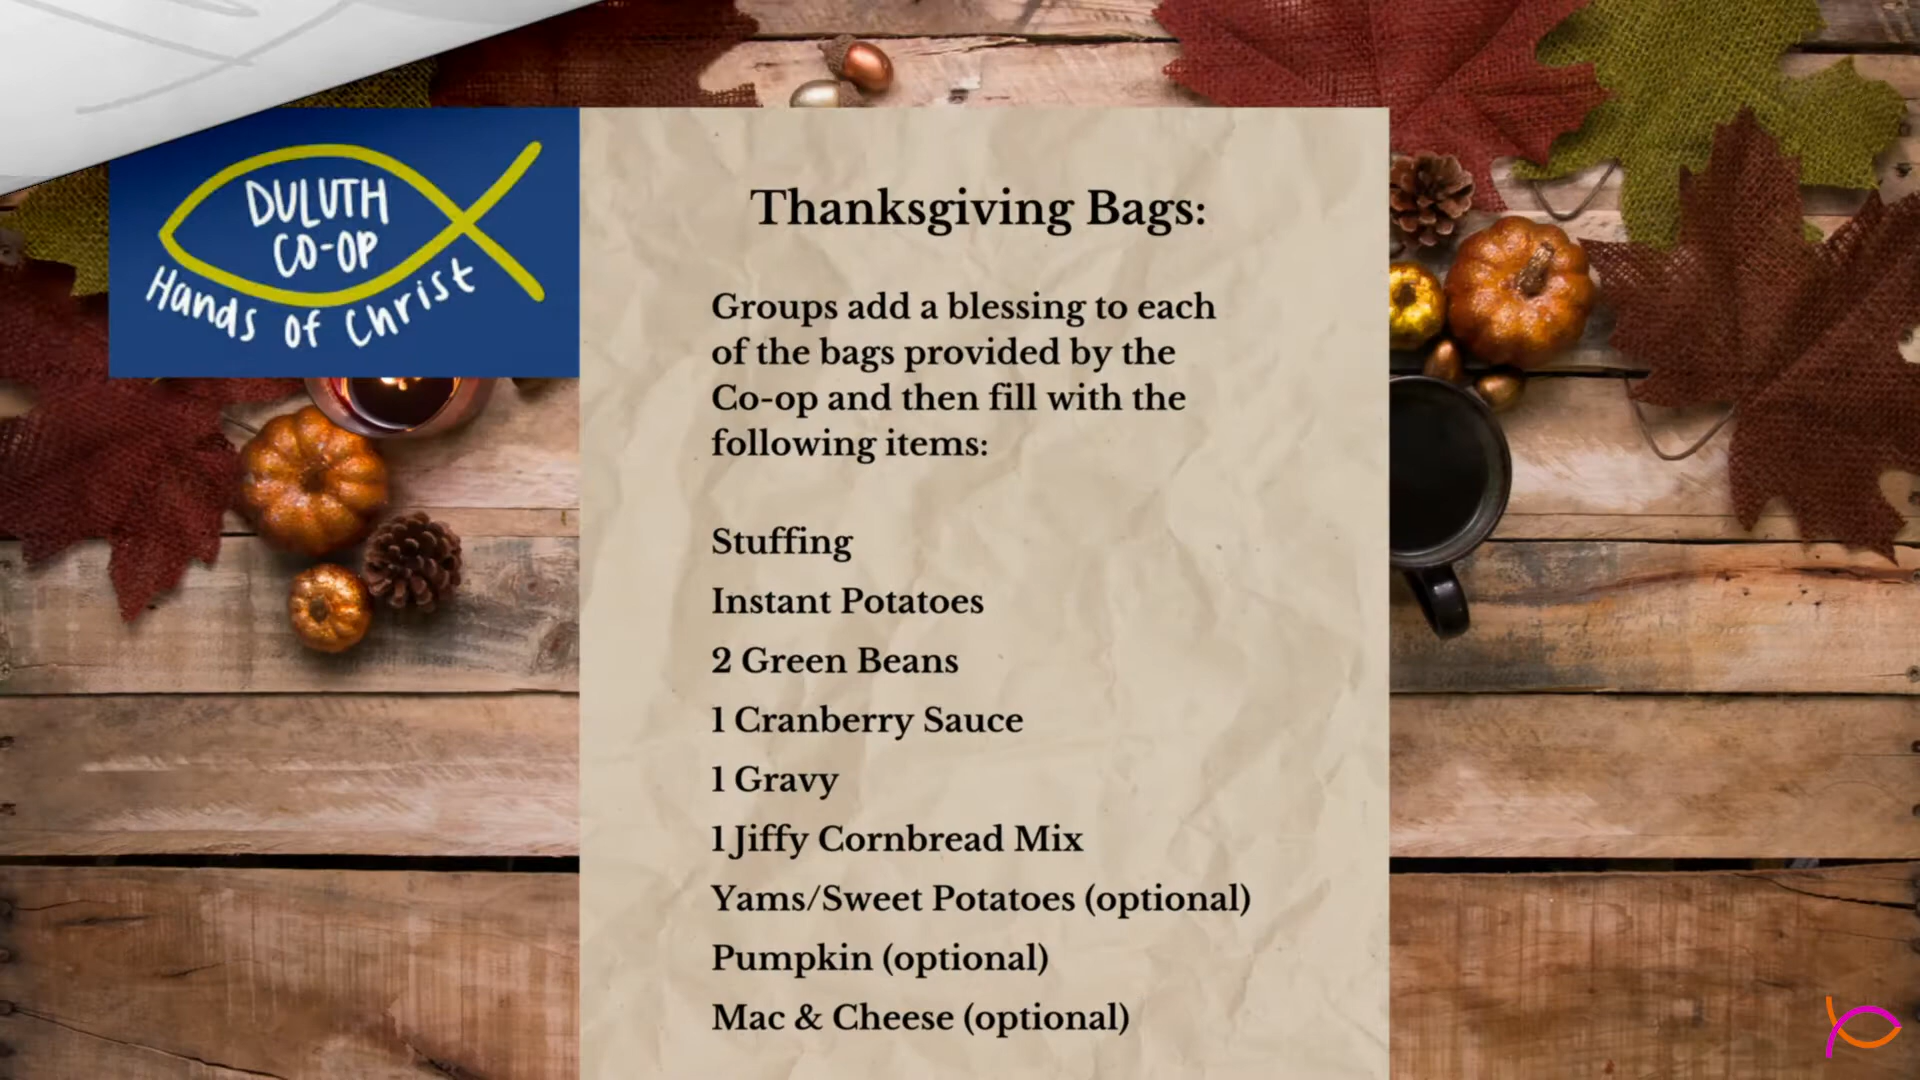 DULUTH
CO-OP
Hands of Christ
Thanksgiving Bags:
Groups add a blessing to each
of the bags provided by the
Co-op and then fill with the
following items:
Stuffing
Instant Potatoes
2 Green Beans
1 Cranberry Sauce
1 Gravy
1 Jiffy Cornbread Mix
Yams/Sweet Potatoes (optional)
Pumpkin (optional)
Mac & Cheese (optional)